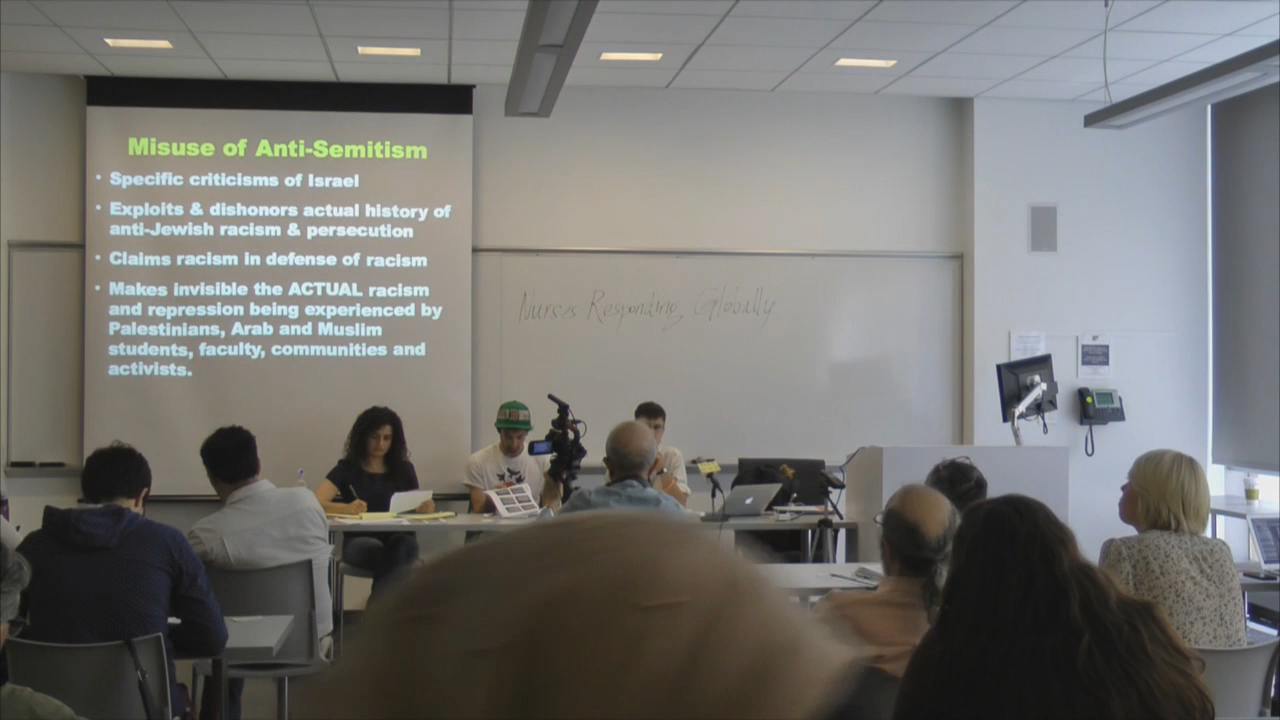 Misuse of Anti-Semitism
• Specific criticisms of Israel
• Exploits & dishonors actual history of
anti-Jewish racism & persecution
• Claims racism in defense of racism
• Makes invisible the ACTUAL racism
and repression being experienced by
Palestinians, Arab and Muslim
students, faculty, communities and
activists.
Nurses Responding Globally